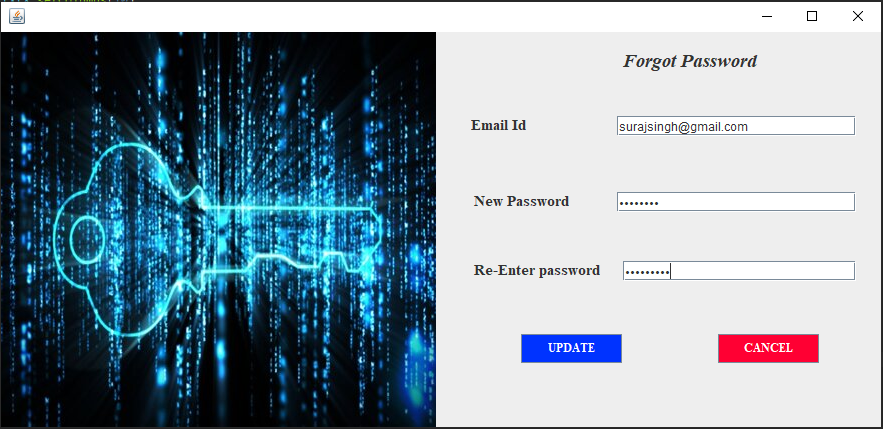 Forgot Password
Email Id surajsingh@gmail.com
New Password ••••••••
Re-Enter password •••••••••
UPDATE CANCEL